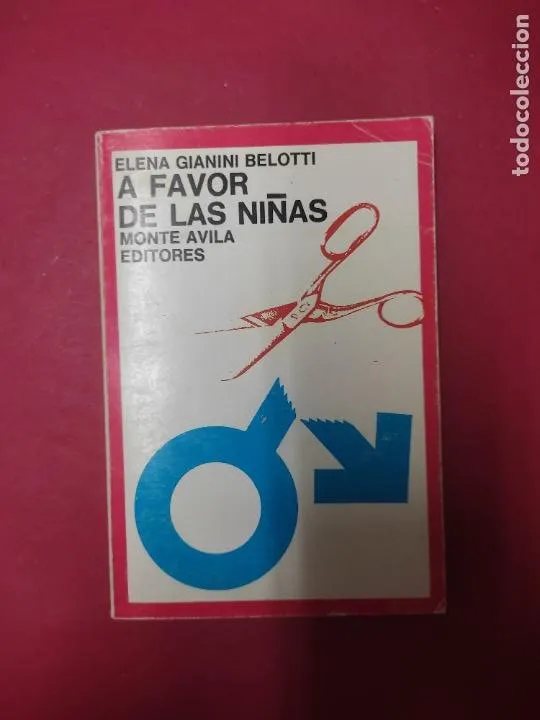 ELENA GIANINI BELOTTI
A FAVOR
DE LAS NIÑAS
MONTE AVILA
EDITORES
todocoleccion